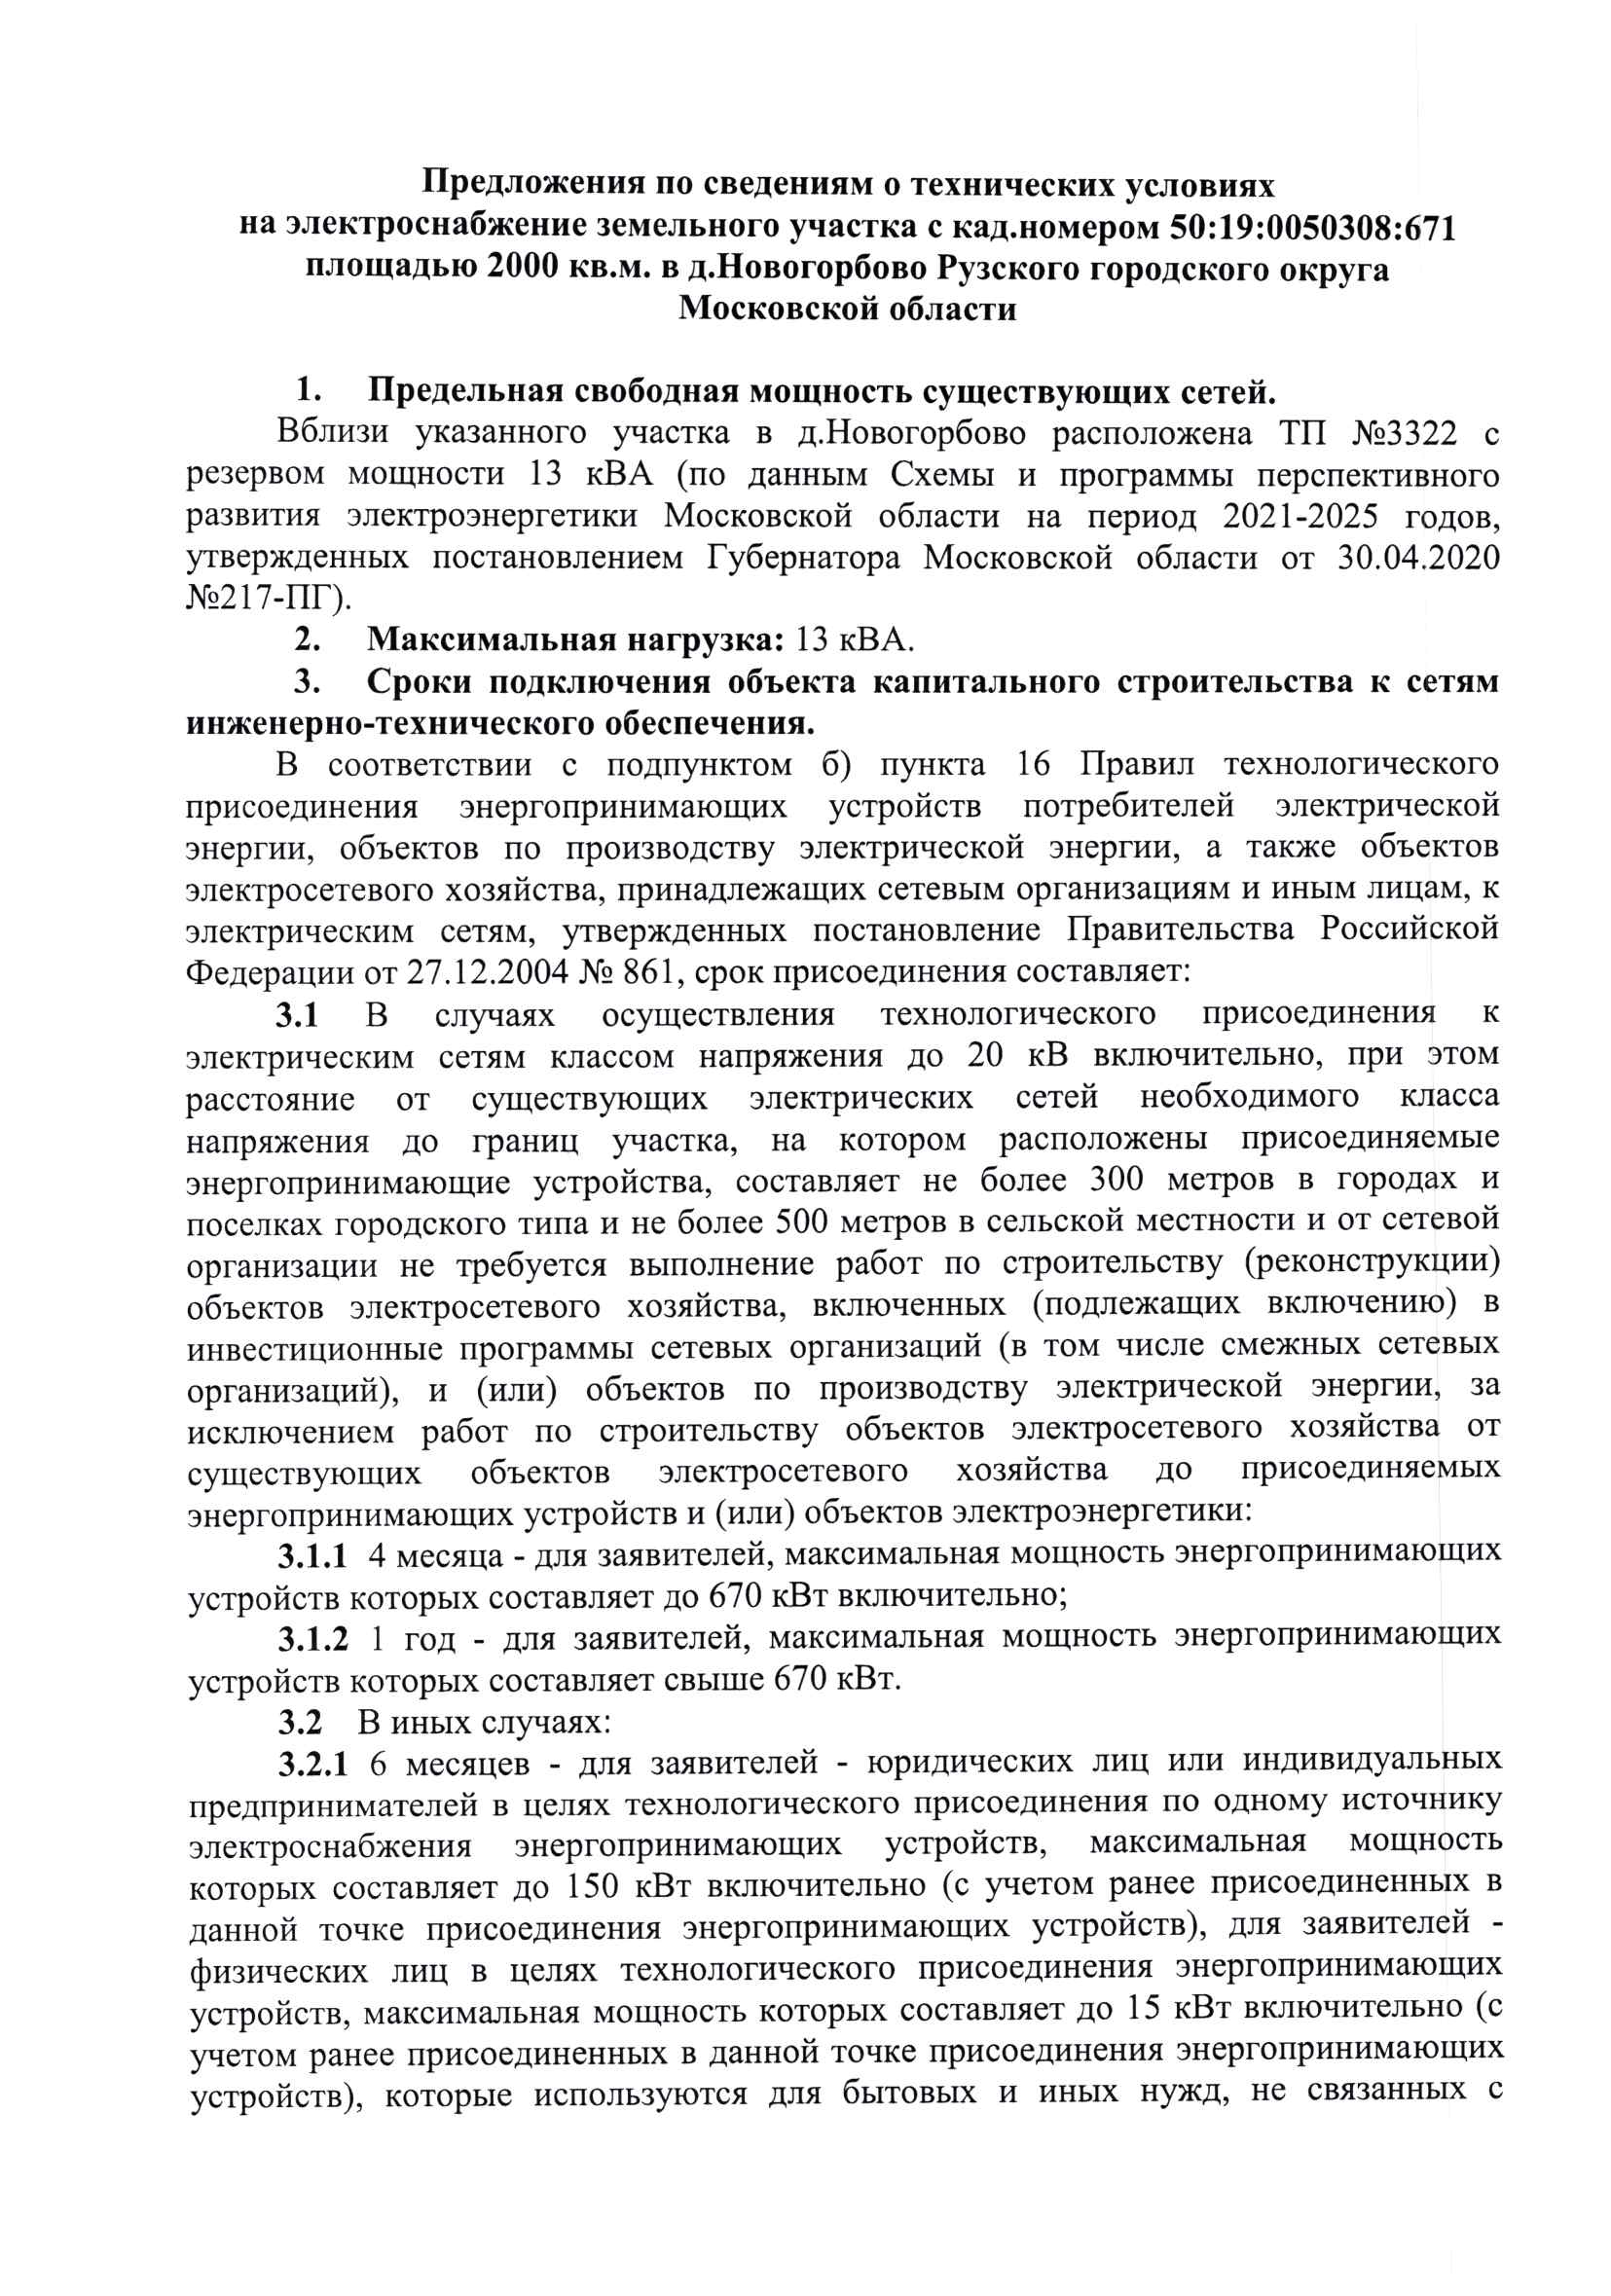 Предложения по сведениям о технических условиях
на электроснабжение земельного участка с кад.номером 50:19:0050308:671
площадью 2000 кв.м. в д.Новогорбово Рузского городского округа
Московской области
1. Предельная свободная мощность существующих сетей.
Вблизи указанного участка в д.Новогорбово расположена ТП №3322 с
резервом мощности 13 кВА (по данным Схемы и программы перспективного
развития электроэнергетики Московской области на период 2021-2025 годов,
утвержденных постановлением Губернатора Московской области от 30.04.2020
№217-ПГ).
2. Максимальная нагрузка: 13 кВА.
3. Сроки подключения объекта капитального строительства к сетям
инженерно-технического обеспечения.
В соответствии с подпунктом б) пункта 16 Правил технологического
присоединения энергопринимающих устройств потребителей электрической
энергии, объектов по производству электрической энергии, а также объектов
электросетевого хозяйства, принадлежащих сетевым организациям и иным лицам, к
электрическим сетям, утвержденных постановление Правительства Российской
Федерации от 27.12.2004 № 861, срок присоединения составляет:
3.1 В случаях осуществления технологического присоединения к
электрическим сетям классом напряжения до 20 кВ включительно, при этом
расстояние от существующих электрических сетей необходимого класса
напряжения до границ участка, на котором расположены присоединяемые
энергопринимающие устройства, составляет не более 300 метров в городах и
поселках городского типа и не более 500 метров в сельской местности и от сетевой
организации не требуется выполнение работ по строительству (реконструкции)
объектов электросетевого хозяйства, включенных (подлежащих включению) в
инвестиционные программы сетевых организаций (в том числе смежных сетевых
организаций), и (или) объектов по производству электрической энергии, за
исключением работ по строительству объектов электросетевого хозяйства от
существующих объектов электросетевого хозяйства до присоединяемых
энергопринимающих устройств и (или) объектов электроэнергетики:
3.1.1 4 месяца - для заявителей, максимальная мощность энергопринимающих
устройств которых составляет до 670 кВт включительно;
3.1.2 1 год - для заявителей, максимальная мощность энергопринимающих
устройств которых составляет свыше 670 кВт.
3.2 В иных случаях:
3.2.1 6 месяцев - для заявителей - юридических лиц или индивидуальных
предпринимателей в целях технологического присоединения по одному источнику
электроснабжения энергопринимающих устройств, максимальная мощность
которых составляет до 150 кВт включительно (с учетом ранее присоединенных в
данной точке присоединения энергопринимающих устройств), для заявителей -
физических лиц в целях технологического присоединения энергопринимающих
устройств, максимальная мощность которых составляет до 15 кВт включительно (с
учетом ранее присоединенных в данной точке присоединения энергопринимающих
устройств), которые используются для бытовых и иных нужд, не связанных с